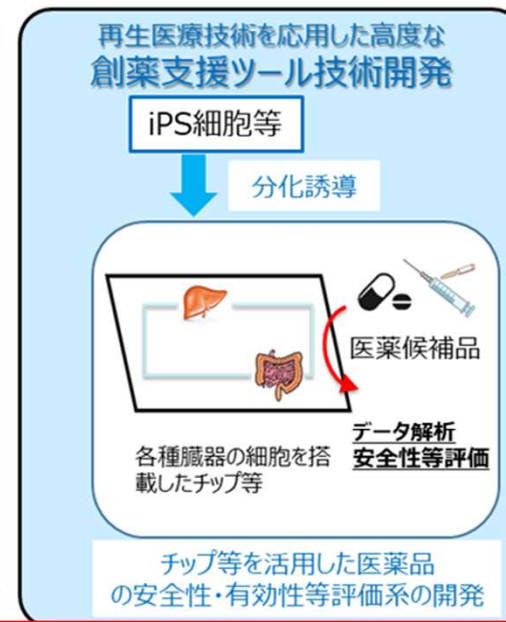 再生医療技術を応用した高度な
創薬支援ツール技術開発
iPS細胞等
分化誘導
医薬候補品
データ解析
安全性等評価
各種臓器の細胞を搭
載したチップ等
チップ等を活用した医薬品
の安全性・有効性等評価系の開発